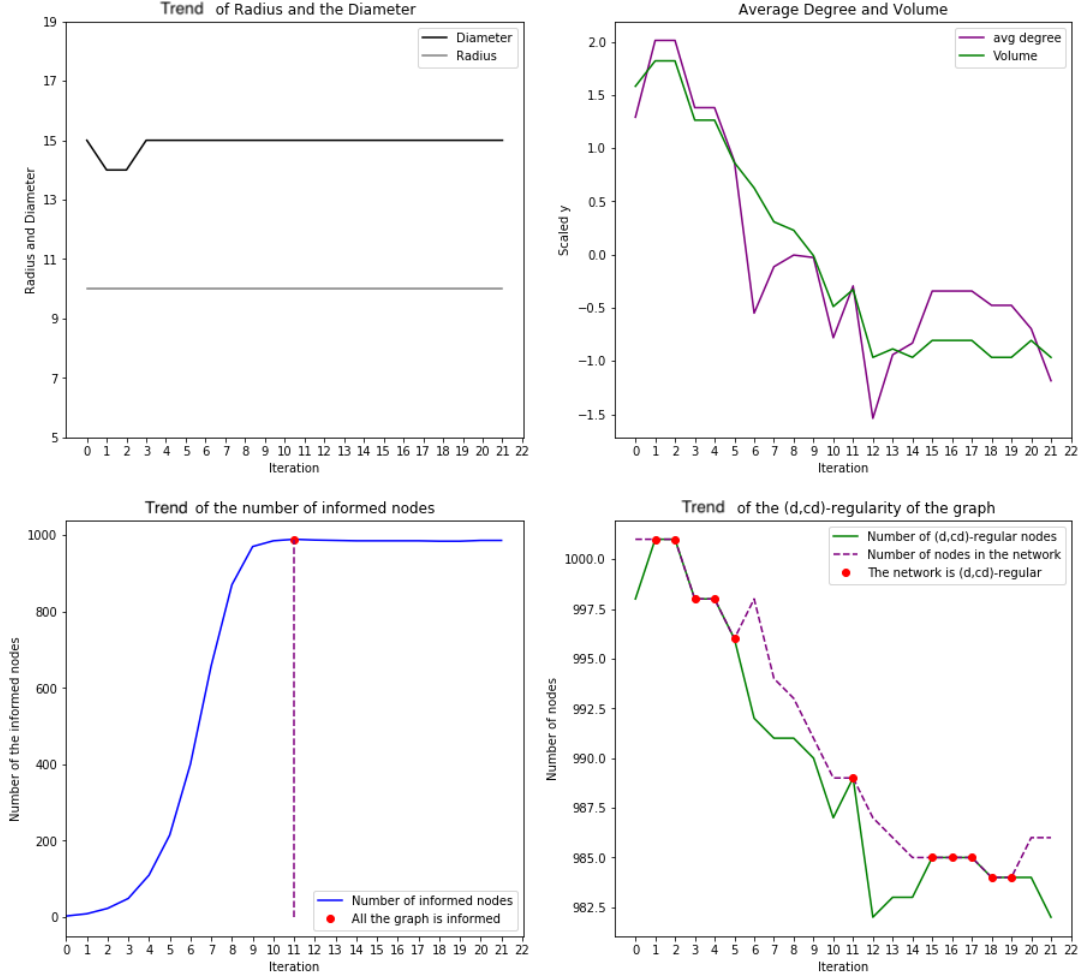 Trend of Radius and the Diameter
19
17
15
13
11
9
7
5
Radius and Diameter
Diameter
Radius
0 1 2 3 4 5 6 7 8 9 10 11 12 13 14 15 16 17 18 19 20 21 22
Iteration
Average Degree and Volume
2.0
1.5
1.0
0.5
0.0
−0.5
−1.0
−1.5
Scaled y
avg degree
Volume
0 1 2 3 4 5 6 7 8 9 10 11 12 13 14 15 16 17 18 19 20 21 22
Iteration
Trend of the number of informed nodes
1000
800
600
400
200
0
Number of the informed nodes
Number of informed nodes
All the graph is informed
0 1 2 3 4 5 6 7 8 9 10 11 12 13 14 15 16 17 18 19 20 21 22
Iteration
Trend of the (d,cd)-regularity of the graph
1000.0
997.5
995.0
992.5
990.0
987.5
985.0
982.5
Number of nodes
Number of (d,cd)-regular nodes
Number of nodes in the network
The network is (d,cd)-regular
0 1 2 3 4 5 6 7 8 9 10 11 12 13 14 15 16 17 18 19 20 21 22
Iteration